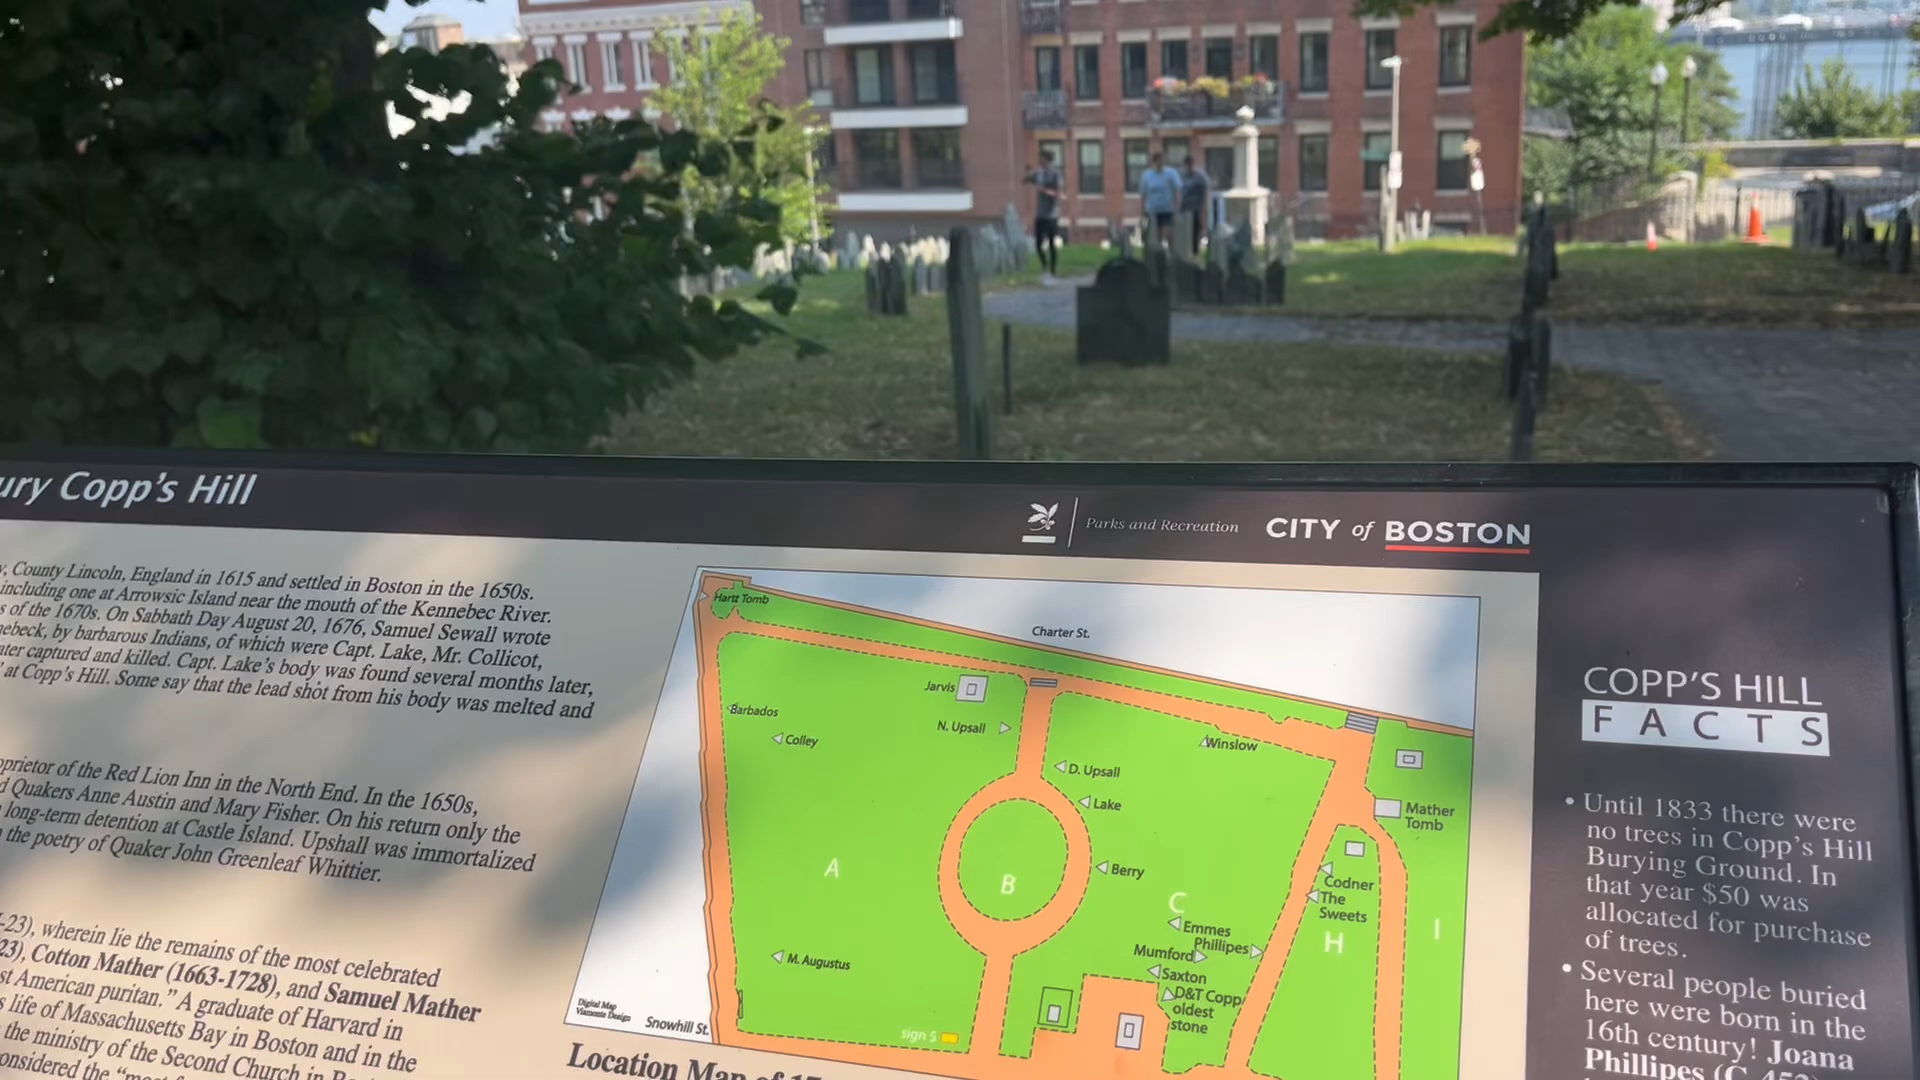 ury Copp's Hill
Parks and Recreation
CITY of BOSTON
, County Lincoln, England in 1615 and settled in Boston in the 1650s.
including one at Arrowsic Island near the mouth of the Kennebec River.
s of the 1670s. On Sabbath Day August 20, 1676, Samuel Sewall wrote
nebeck, by barbarous Indians, of which were Capt. Lake, Mr. Collicot,
ater captured and killed. Capt. Lake's body was found several months later,
at Copp's Hill. Some say that the lead shot from his body was melted and
oprietor of the Red Lion Inn in the North End. In the 1650s,
d Quakers Anne Austin and Mary Fisher. On his return only the
long-term detention at Castle Island. Upshall was immortalized
the poetry of Quaker John Greenleaf Whittier.
-23), wherein lie the remains of the most celebrated
23), Cotton Mather (1663-1728), and Samuel Mather
st American puritan." A graduate of Harvard in
s life of Massachusetts Bay in Boston and in the
the ministry of the Second Church in
onsidered the "most
Hartt Tomb
Charter St.
Jarvis
Barbados
N. Upsall
Colley
Winslow
D. Upsall
Lake
Mather
Tomb
A
B
Berry
Codner
The
Sweets
C
Emmes
Phillipes
H
I
Mumford
M. Augustus
Saxton
D&T Copp
oldest
stone
Digital Map
Viamonte Design
Snowhill St.
sign 5
Location Map of 17
COPP'S HILL
FACTS
• Until 1833 there were
no trees in Copp's Hill
Burying Ground. In
that year $50 was
allocated for purchase
of trees.
• Several people buried
here were born in the
16th century! Joana
Phillipes (C-452)